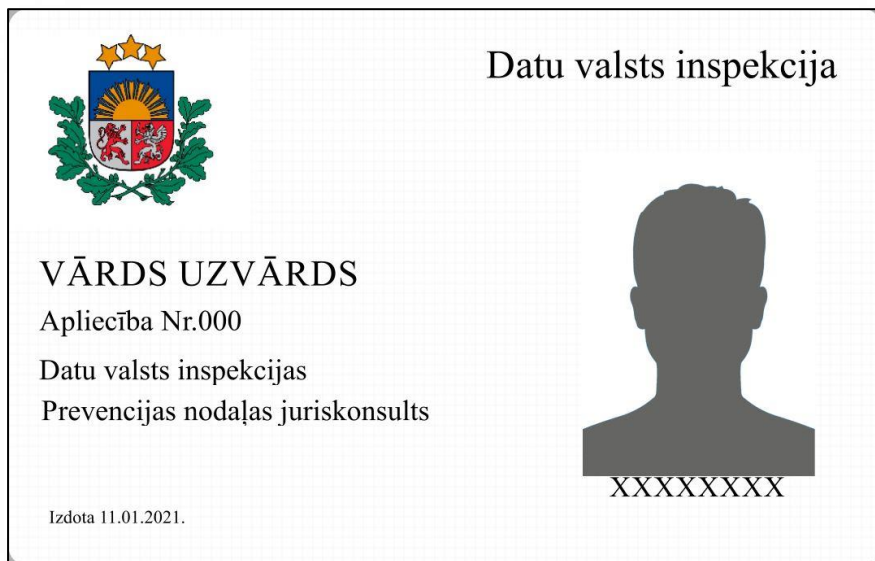 Datu valsts inspekcija
VĀRDS UZVĀRDS
Apliecība Nr.000
Datu valsts inspekcijas
Prevencijas nodaļas juriskonsults
XXXXXXXX
Izdota 11.01.2021.